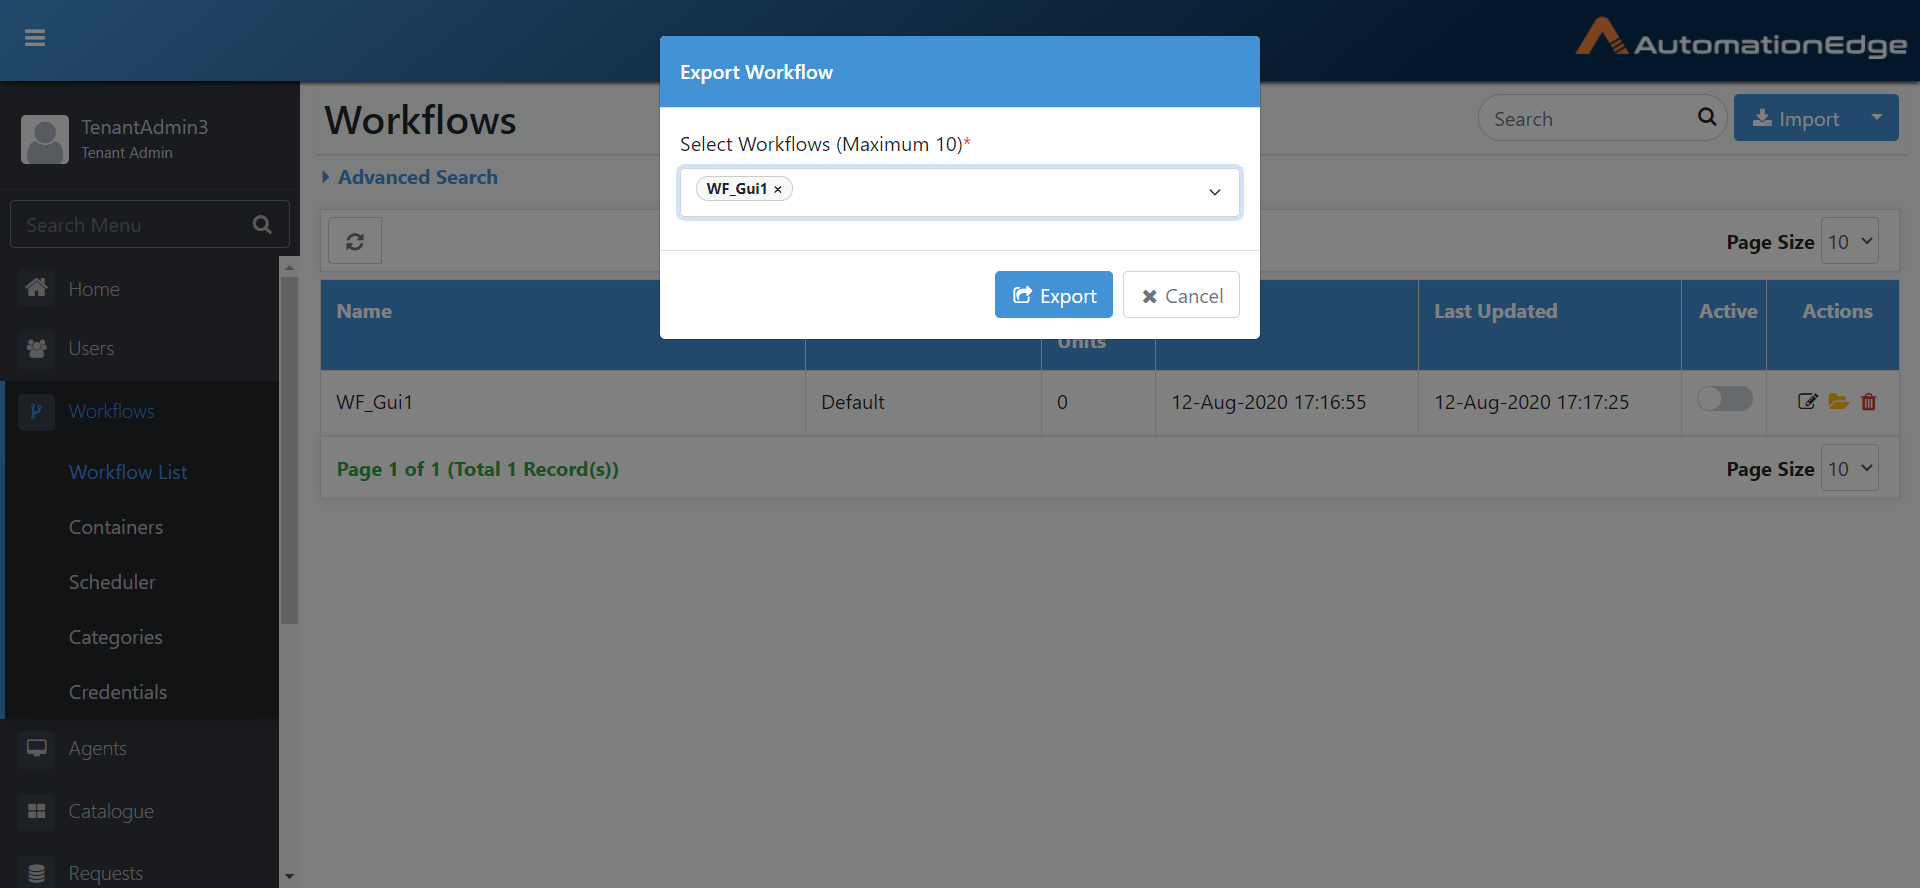 AutomationEdge
TenantAdmin3
Tenant Admin
Search Menu
Home
Users
Workflows
Workflow List
Containers
Scheduler
Categories
Credentials
Agents
Catalogue
Requests
Workflows
Search
Import
Advanced Search
Page Size 10
Export Workflow
Select Workflows (Maximum 10)*
WF_Gui1 ×
Export
Cancel
Name Units Last Updated Active Actions
WF_Gui1 Default 0 12-Aug-2020 17:16:55 12-Aug-2020 17:17:25
Page 1 of 1 (Total 1 Record(s)) Page Size 10